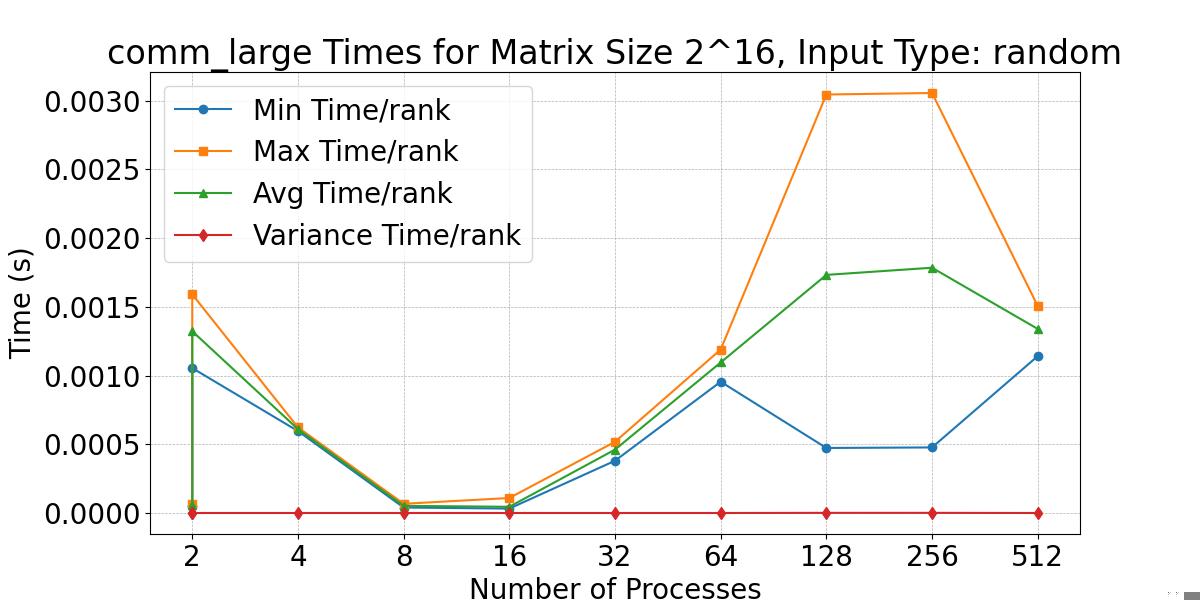 comm_large Times for Matrix Size 2^16, Input Type: random
Min Time/rank
Max Time/rank
Avg Time/rank
Variance Time/rank
Time (s)
0.0030
0.0025
0.0020
0.0015
0.0010
0.0005
0.0000
2 4 8 16 32 64 128 256 512
Number of Processes